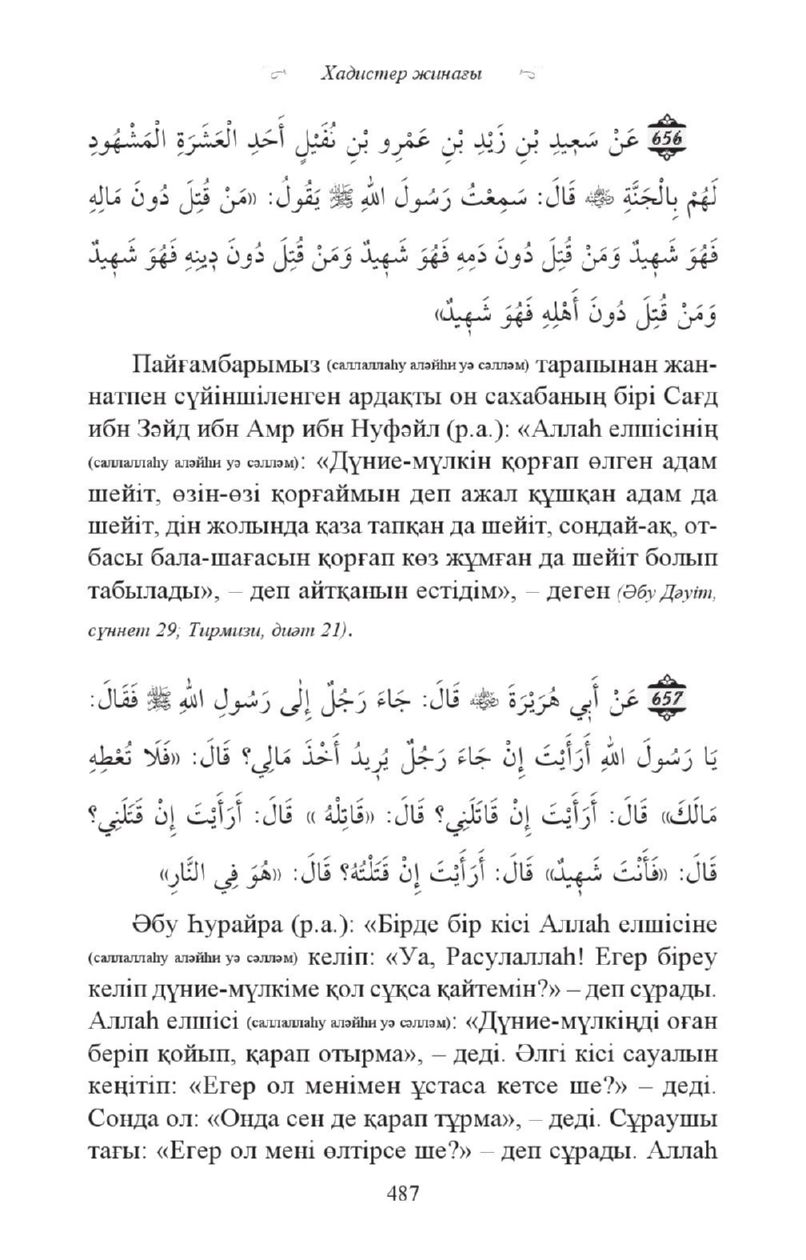 Хадистер жинағы
656 عَنْ سَعِيدِ بْنِ زَيْدِ بْنِ عَمْرِو بْنِ نُفَيْلٍ أَحَدِ الْعَشَرَةِ الْمَشْهُودِ
لَهُمْ بِالْجَنَّةِ ﷺ قَالَ: سَمِعْتُ رَسُولَ اللهِ ﷺ يَقُولُ: «مَنْ قُتِلَ دُونَ مَالِهِ
فَهُوَ شَهِيدٌ وَمَنْ قُتِلَ دُونَ دَمِهِ فَهُوَ شَهِيدٌ وَمَنْ قُتِلَ دُونَ دِينِهِ فَهُوَ شَهِيدٌ
وَمَنْ قُتِلَ دُونَ أَهْلِهِ فَهُوَ شَهِيدٌ»
Пайғамбарымыз (саллаллаһу аләйһи уә сәлләм) тарапынан жан-
натпен сүйіншіленген ардақты он сахабаның бірі Сағд
ибн Зәйд ибн Амр ибн Нуфәйл (р.а.): «Аллаһ елшісінің
(саллаллаһу аләйһи уә сәлләм): «Дүние-мүлкін қорғап өлген адам
шейіт, өзін-өзі қорғаймын деп ажал құшқан адам да
шейіт, дін жолында қаза тапқан да шейіт, сондай-ақ, от-
басы бала-шағасын қорғап көз жұмған да шейіт болып
табылады», – деп айтқанын естідім», – деген (Әбу Дәуіт,
сүннет 29; Тирмизи, диәт 21).
657 عَنْ أَبِي هُرَيْرَةَ ﷺ قَالَ: جَاءَ رَجُلٌ إِلَى رَسُولِ اللهِ ﷺ فَقَالَ:
يَا رَسُولَ اللهِ أَرَأَيْتَ إِنْ جَاءَ رَجُلٌ يُرِيدُ أَخْذَ مَالِي؟ قَالَ: «فَلَا تُعْطِهِ
مَالَكَ» قَالَ: أَرَأَيْتَ إِنْ قَاتَلَنِي؟ قَالَ: «قَاتِلْهُ » قَالَ: أَرَأَيْتَ إِنْ قَتَلَنِي؟
قَالَ: «فَأَنْتَ شَهِيدٌ» قَالَ: أَرَأَيْتَ إِنْ قَتَلْتُهُ؟ قَالَ: «هُوَ فِي النَّارِ»
Әбу Һурайра (р.а.): «Бірде бір кісі Аллаһ елшісіне
(саллаллаһу аләйһи уә сәлләм) келіп: «Уа, Расулаллаһ! Егер біреу
келіп дүние-мүлкіме қол сұқса қайтемін?» – деп сұрады.
Аллаһ елшісі (саллаллаһу аләйһи уә сәлләм): «Дүние-мүлкіңді оған
беріп қойып, қарап отырма», – деді. Әлгі кісі сауалын
кеңітіп: «Егер ол менімен ұстаса кетсе ше?» – деді.
Сонда ол: «Онда сен де қарап тұрма», – деді. Сұраушы
тағы: «Егер ол мені өлтірсе ше?» – деп сұрады. Аллаһ
487